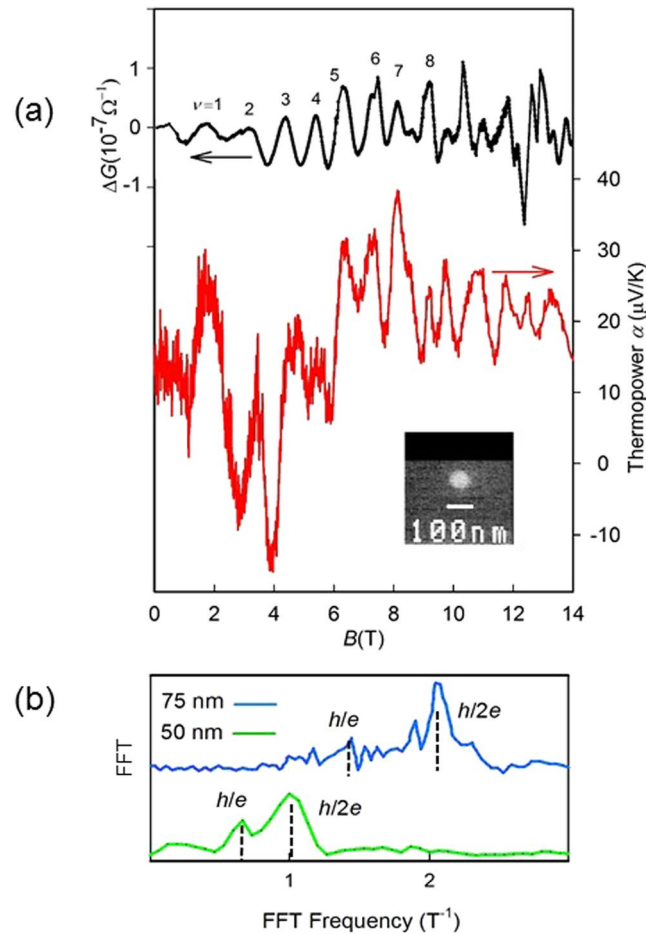 (a)
ΔG(10⁻⁷Ω⁻¹)
1
0
-1
ν=1
2
3
4
5
6
7
8
40
30
20
10
0
-10
Thermopower α (μV/K)
100nm
0 2 4 6 8 10 12 14
B(T)
(b)
FFT
75 nm
50 nm
h/e
h/2e
h/e
h/2e
1 2
FFT Frequency (T⁻¹)